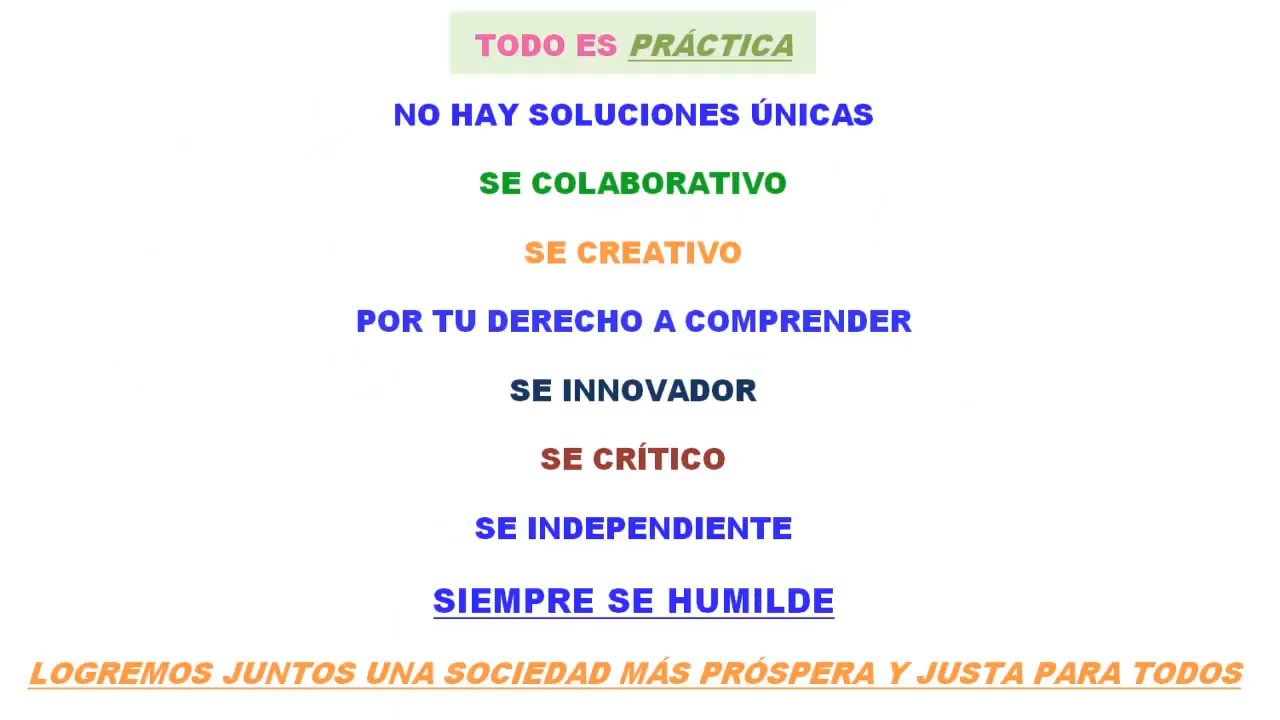 TODO ES PRÁCTICA
NO HAY SOLUCIONES ÚNICAS
SE COLABORATIVO
SE CREATIVO
POR TU DERECHO A COMPRENDER
SE INNOVADOR
SE CRÍTICO
SE INDEPENDIENTE
SIEMPRE SE HUMILDE
LOGREMOS JUNTOS UNA SOCIEDAD MÁS PRÓSPERA Y JUSTA PARA TODOS